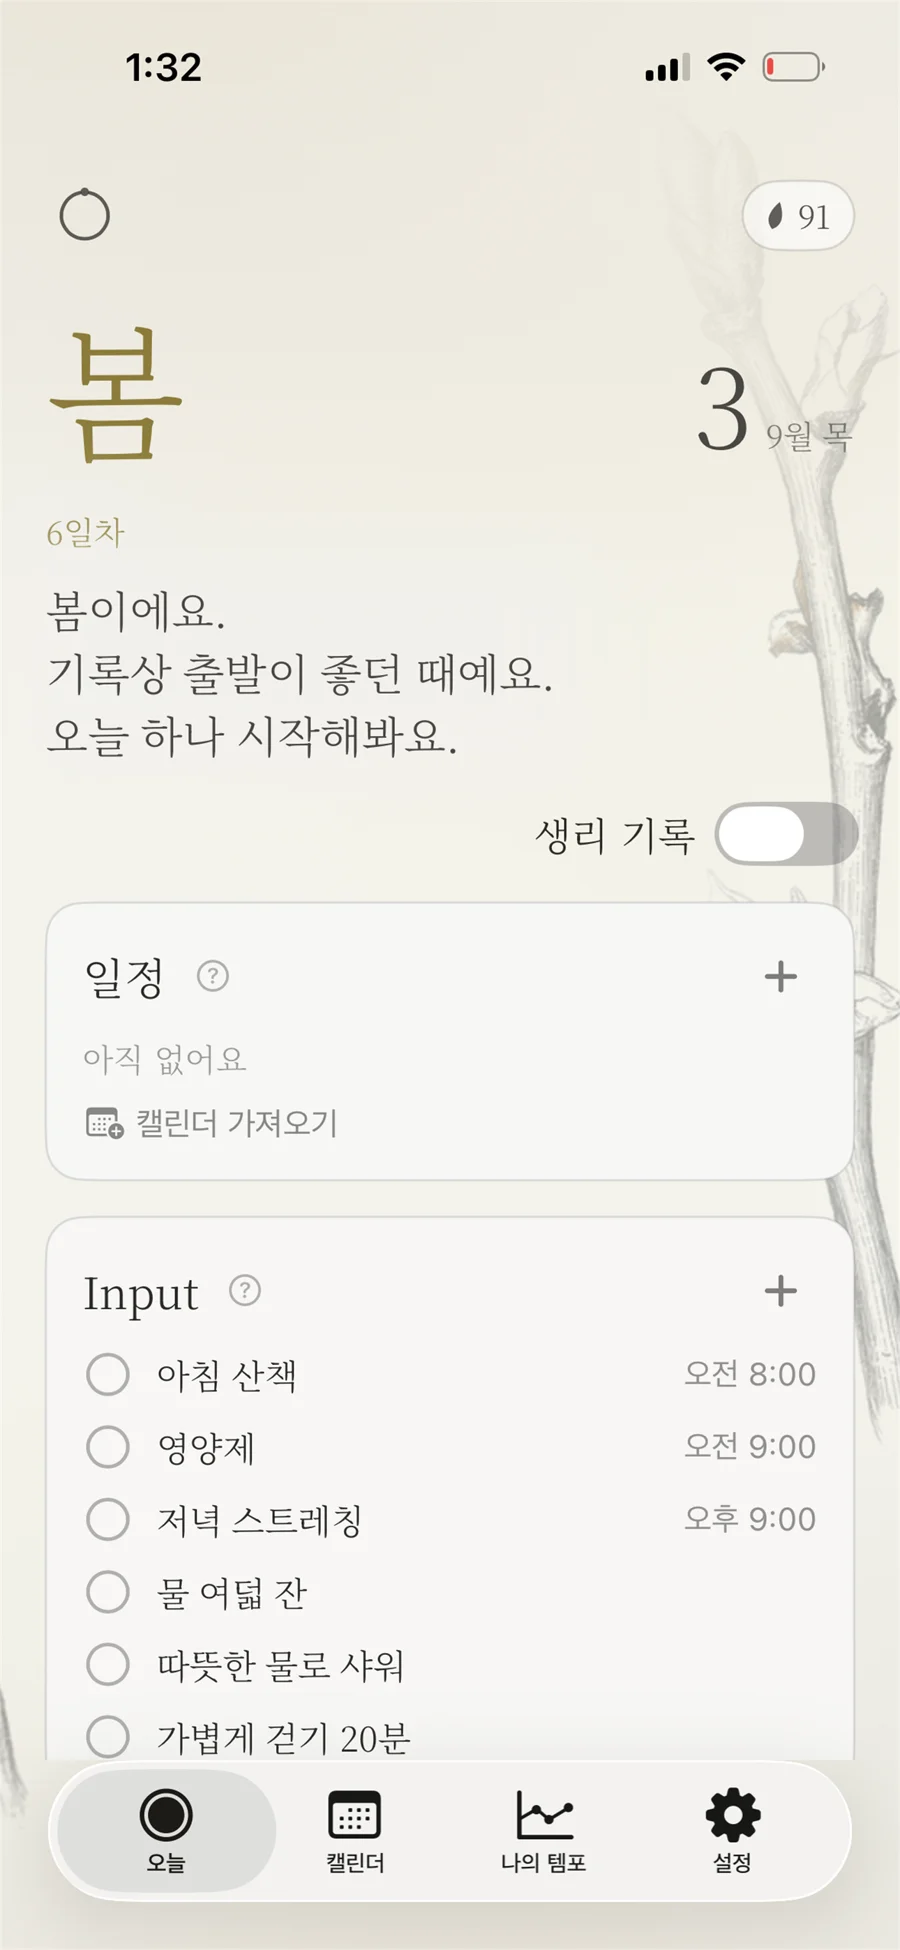 1:32
91
봄
3 9월 목
6일차
봄이에요.
기록상 출발이 좋던 때예요.
오늘 하나 시작해봐요.
생리 기록
일정 ? +
아직 없어요
캘린더 가져오기
Input ? +
아침 산책 오전 8:00
영양제 오전 9:00
저녁 스트레칭 오후 9:00
물 여덟 잔
따뜻한 물로 샤워
가볍게 걷기 20분
오늘 캘린더 나의 템포 설정